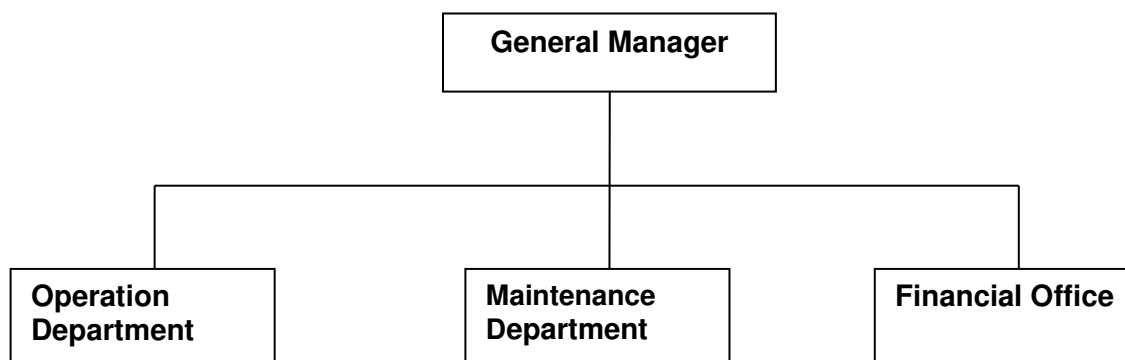 General Manager
Operation
Department
Maintenance
Department
Financial Office